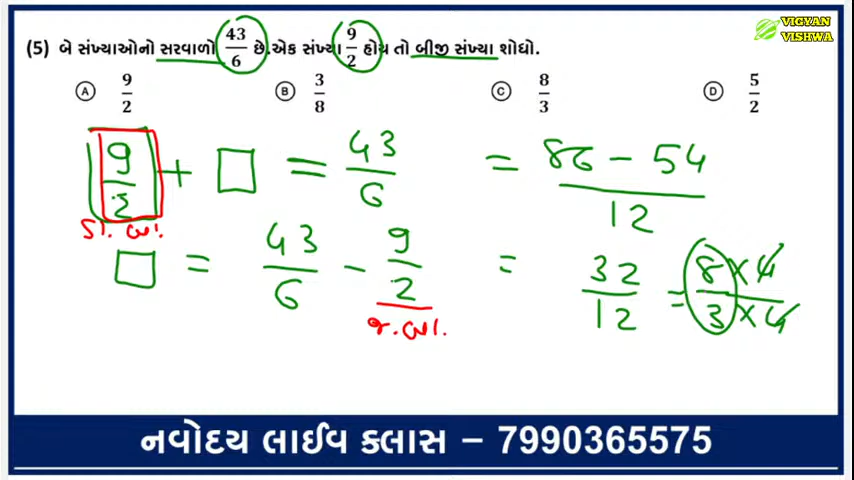 VIGYAN
VISHWA
(5) બે સંખ્યાઓનો સરવાળો 43/6 છે.એક સંખ્યા 9/2 હોય તો બીજી સંખ્યા શોધો.
A 9/2 B 3/8 C 8/3 D 5/2
9/2 + □ = 43/6 = 86 - 54 / 12
ડા. બા.
□ = 43/6 - 9/2 = 32/12 = 8×4 / 3×4
જ. બા.
નવોદય લાઈવ ક્લાસ – 7990365575